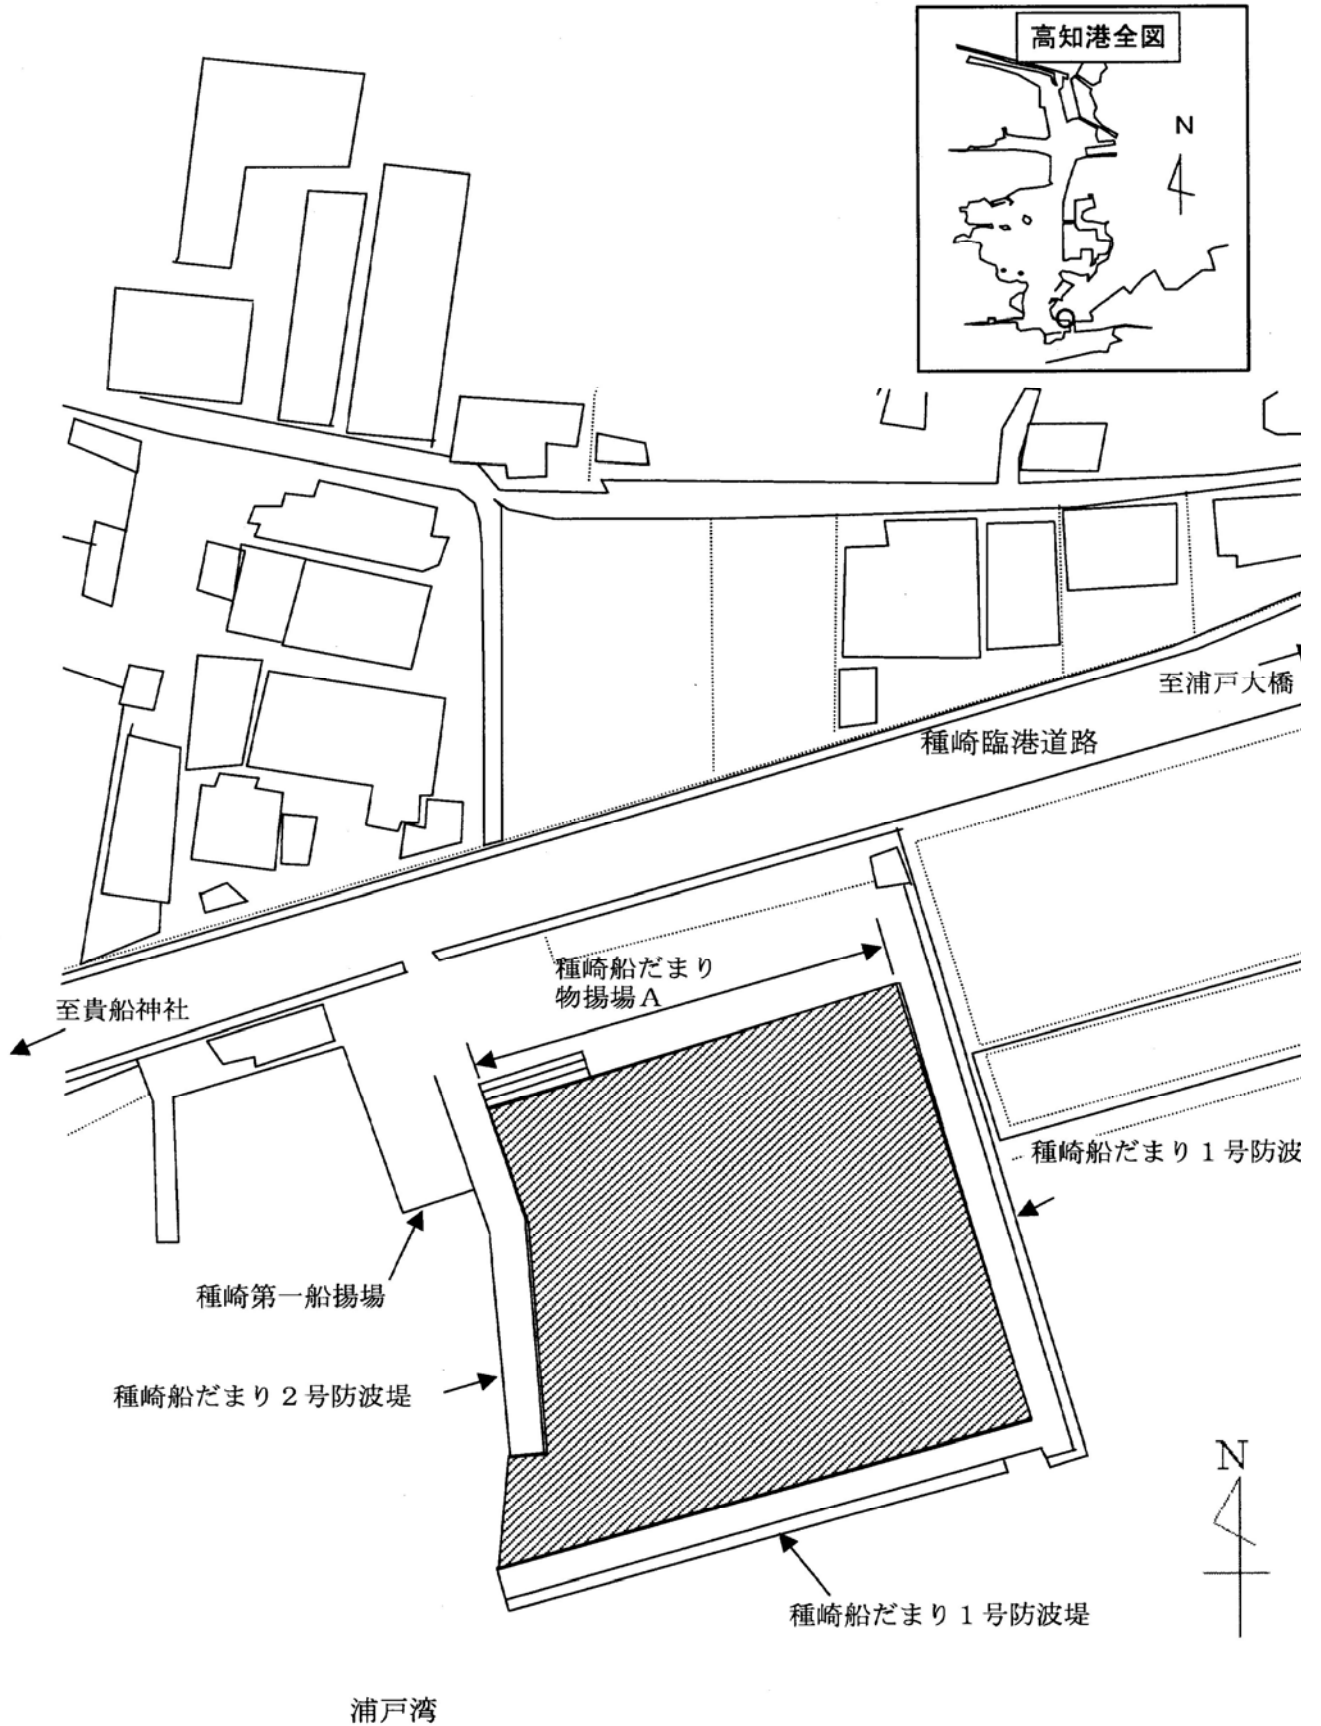 高知港全図
N
至浦戸大橋
種崎臨港道路
種崎船だまり
物揚場A
至貴船神社
種崎船だまり1号防波
種崎第一船揚場
種崎船だまり2号防波堤
N
種崎船だまり1号防波堤
浦戸湾